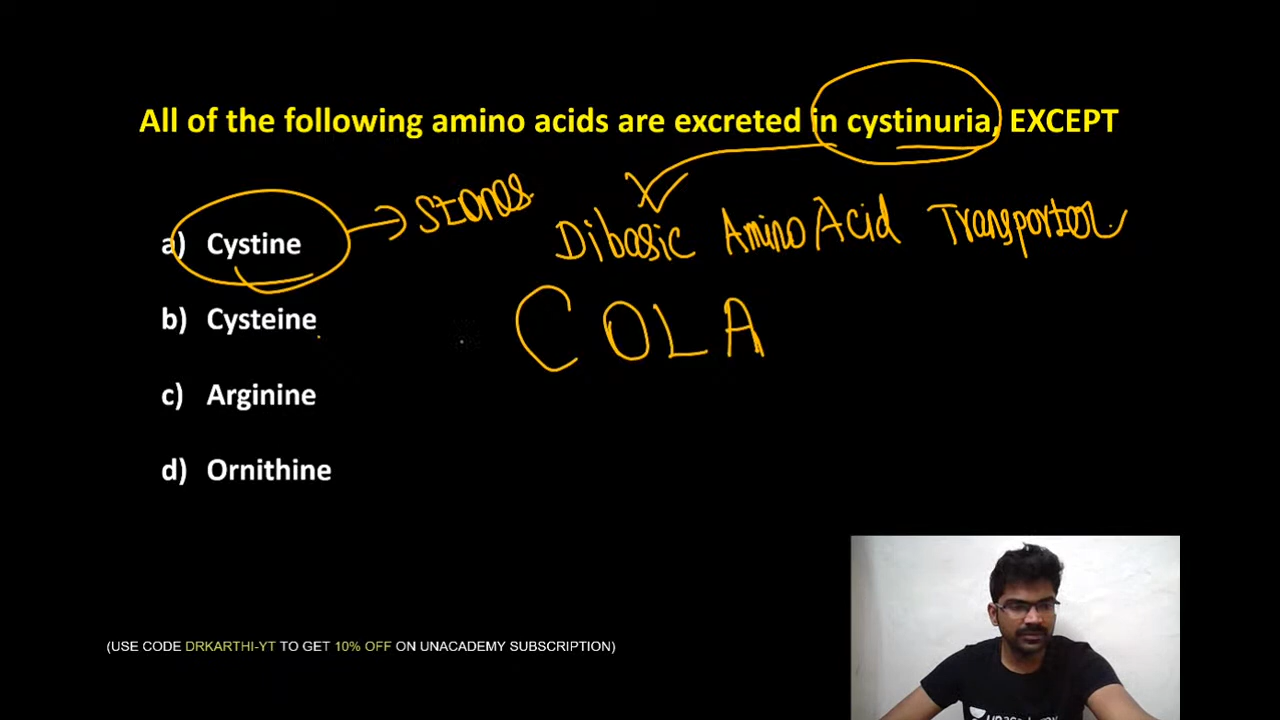 All of the following amino acids are excreted in cystinuria, EXCEPT
a) Cystine
Stones
Dibasic Amino Acid Transportor
b) Cysteine
COLA
c) Arginine
d) Ornithine
(USE CODE DRKARTHI-YT TO GET 10% OFF ON UNACADEMY SUBSCRIPTION)